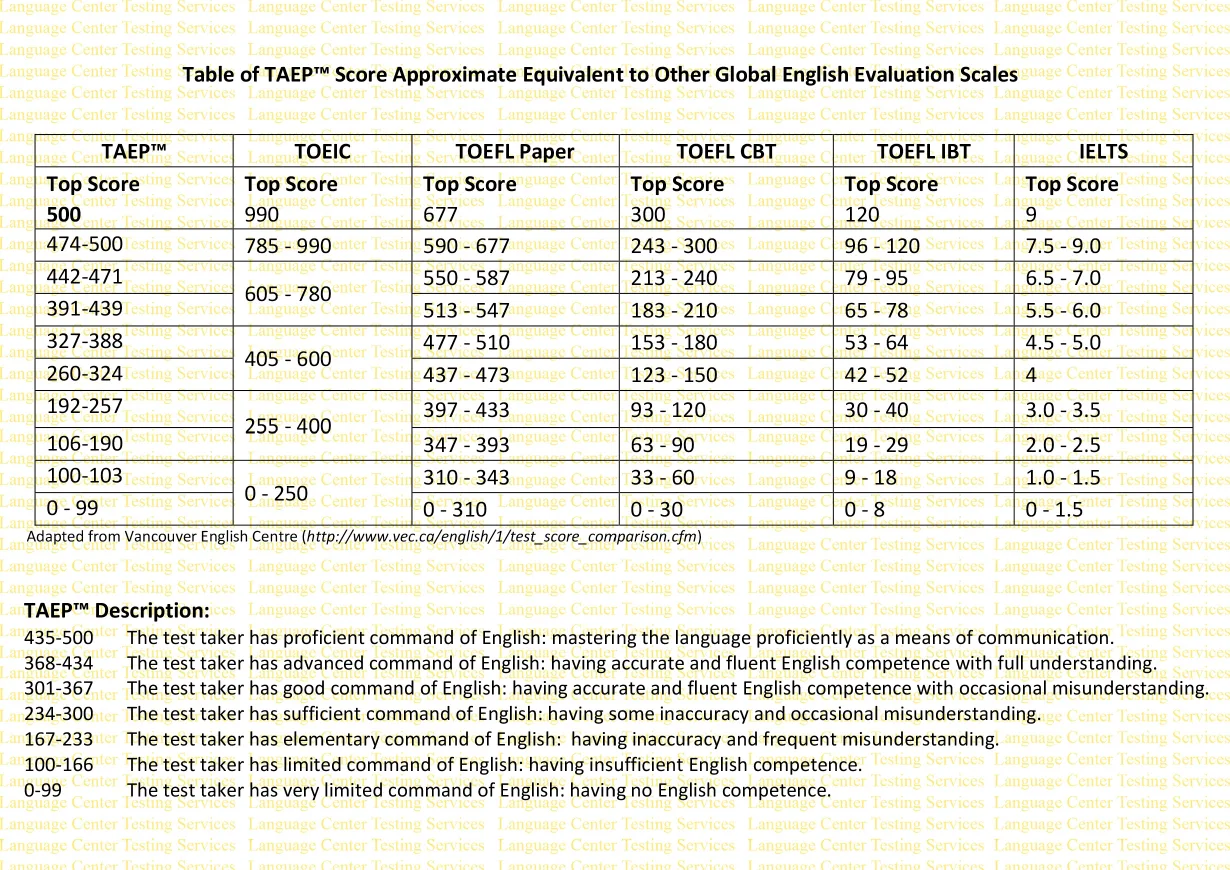 Table of TAEP™ Score Approximate Equivalent to Other Global English Evaluation Scales
TAEP™ TOEIC TOEFL Paper TOEFL CBT TOEFL IBT IELTS
Top Score Top Score Top Score Top Score Top Score Top Score
500 990 677 300 120 9
474-500 785 - 990 590 - 677 243 - 300 96 - 120 7.5 - 9.0
442-471 605 - 780 550 - 587 213 - 240 79 - 95 6.5 - 7.0
391-439 513 - 547 183 - 210 65 - 78 5.5 - 6.0
327-388 405 - 600 477 - 510 153 - 180 53 - 64 4.5 - 5.0
260-324 437 - 473 123 - 150 42 - 52 4
192-257 255 - 400 397 - 433 93 - 120 30 - 40 3.0 - 3.5
106-190 347 - 393 63 - 90 19 - 29 2.0 - 2.5
100-103 0 - 250 310 - 343 33 - 60 9 - 18 1.0 - 1.5
0 - 99 0 - 310 0 - 30 0 - 8 0 - 1.5
Adapted from Vancouver English Centre (http://www.vec.ca/english/1/test_score_comparison.cfm)
TAEP™ Description:
435-500 The test taker has proficient command of English: mastering the language proficiently as a means of communication.
368-434 The test taker has advanced command of English: having accurate and fluent English competence with full understanding.
301-367 The test taker has good command of English: having accurate and fluent English competence with occasional misunderstanding.
234-300 The test taker has sufficient command of English: having some inaccuracy and occasional misunderstanding.
167-233 The test taker has elementary command of English: having inaccuracy and frequent misunderstanding.
100-166 The test taker has limited command of English: having insufficient English competence.
0-99 The test taker has very limited command of English: having no English competence.
Language Center Testing Services